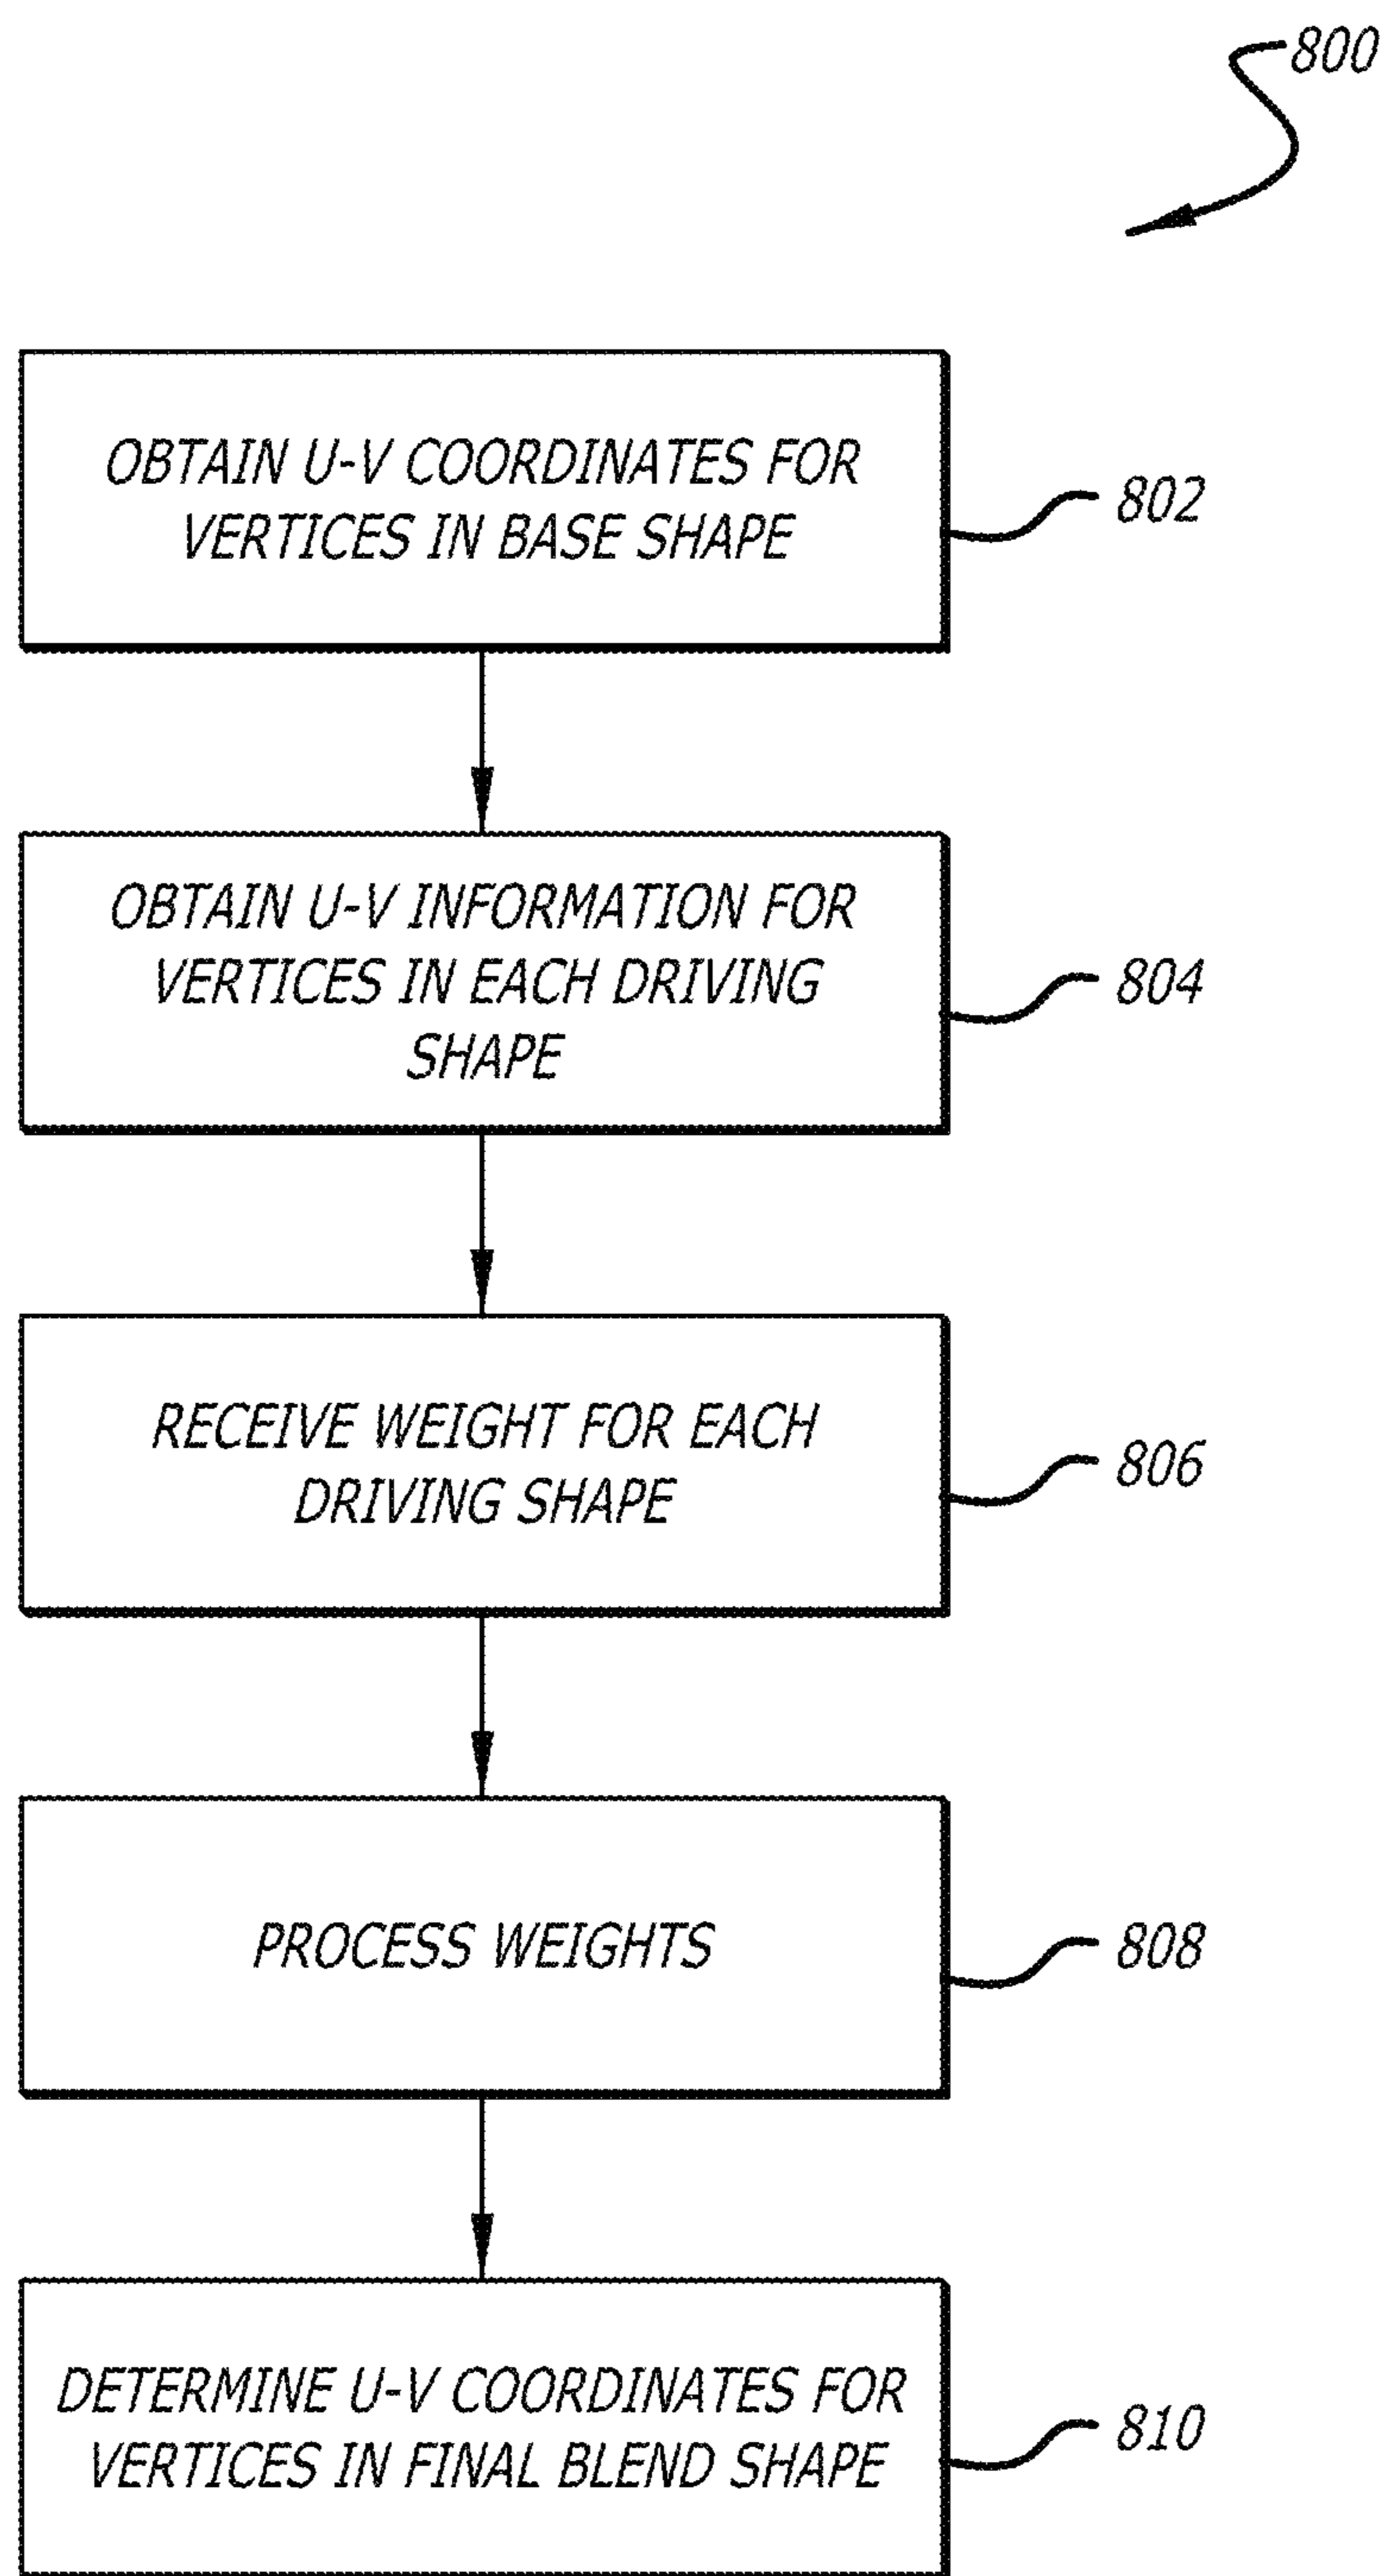 800
OBTAIN U-V COORDINATES FOR
VERTICES IN BASE SHAPE
802
OBTAIN U-V INFORMATION FOR
VERTICES IN EACH DRIVING
SHAPE
804
RECEIVE WEIGHT FOR EACH
DRIVING SHAPE
806
PROCESS WEIGHTS
808
DETERMINE U-V COORDINATES FOR
VERTICES IN FINAL BLEND SHAPE
810